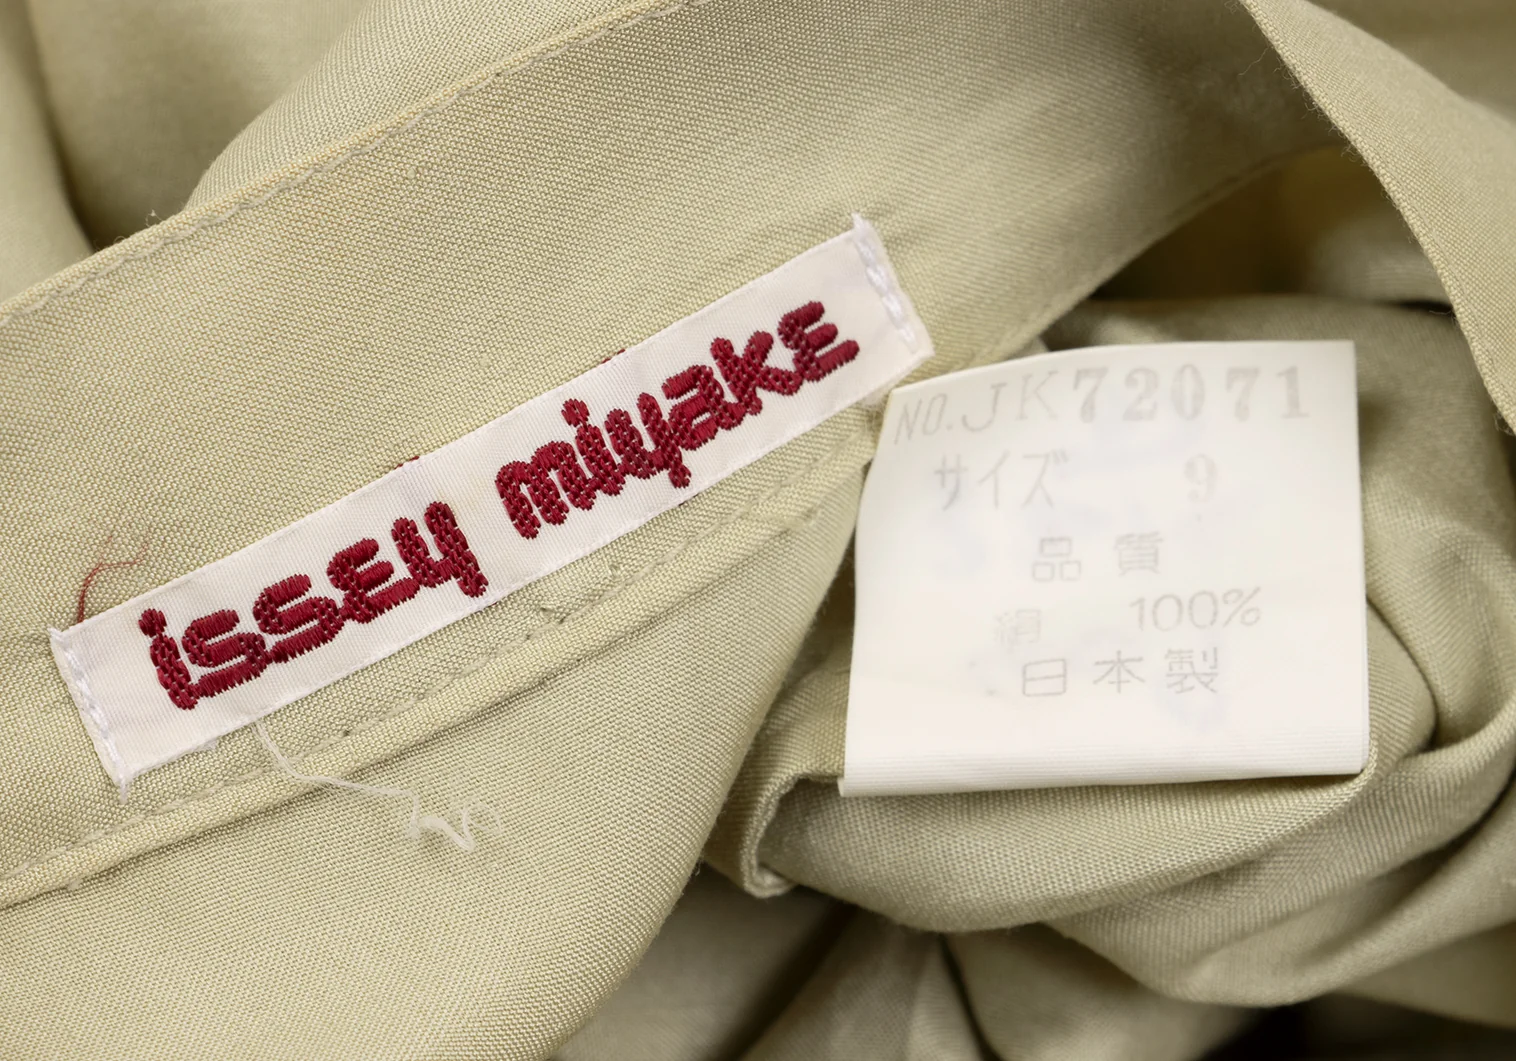 issey miyake
NO.JK72071
サイズ 9
品質
絹 100%
日本製